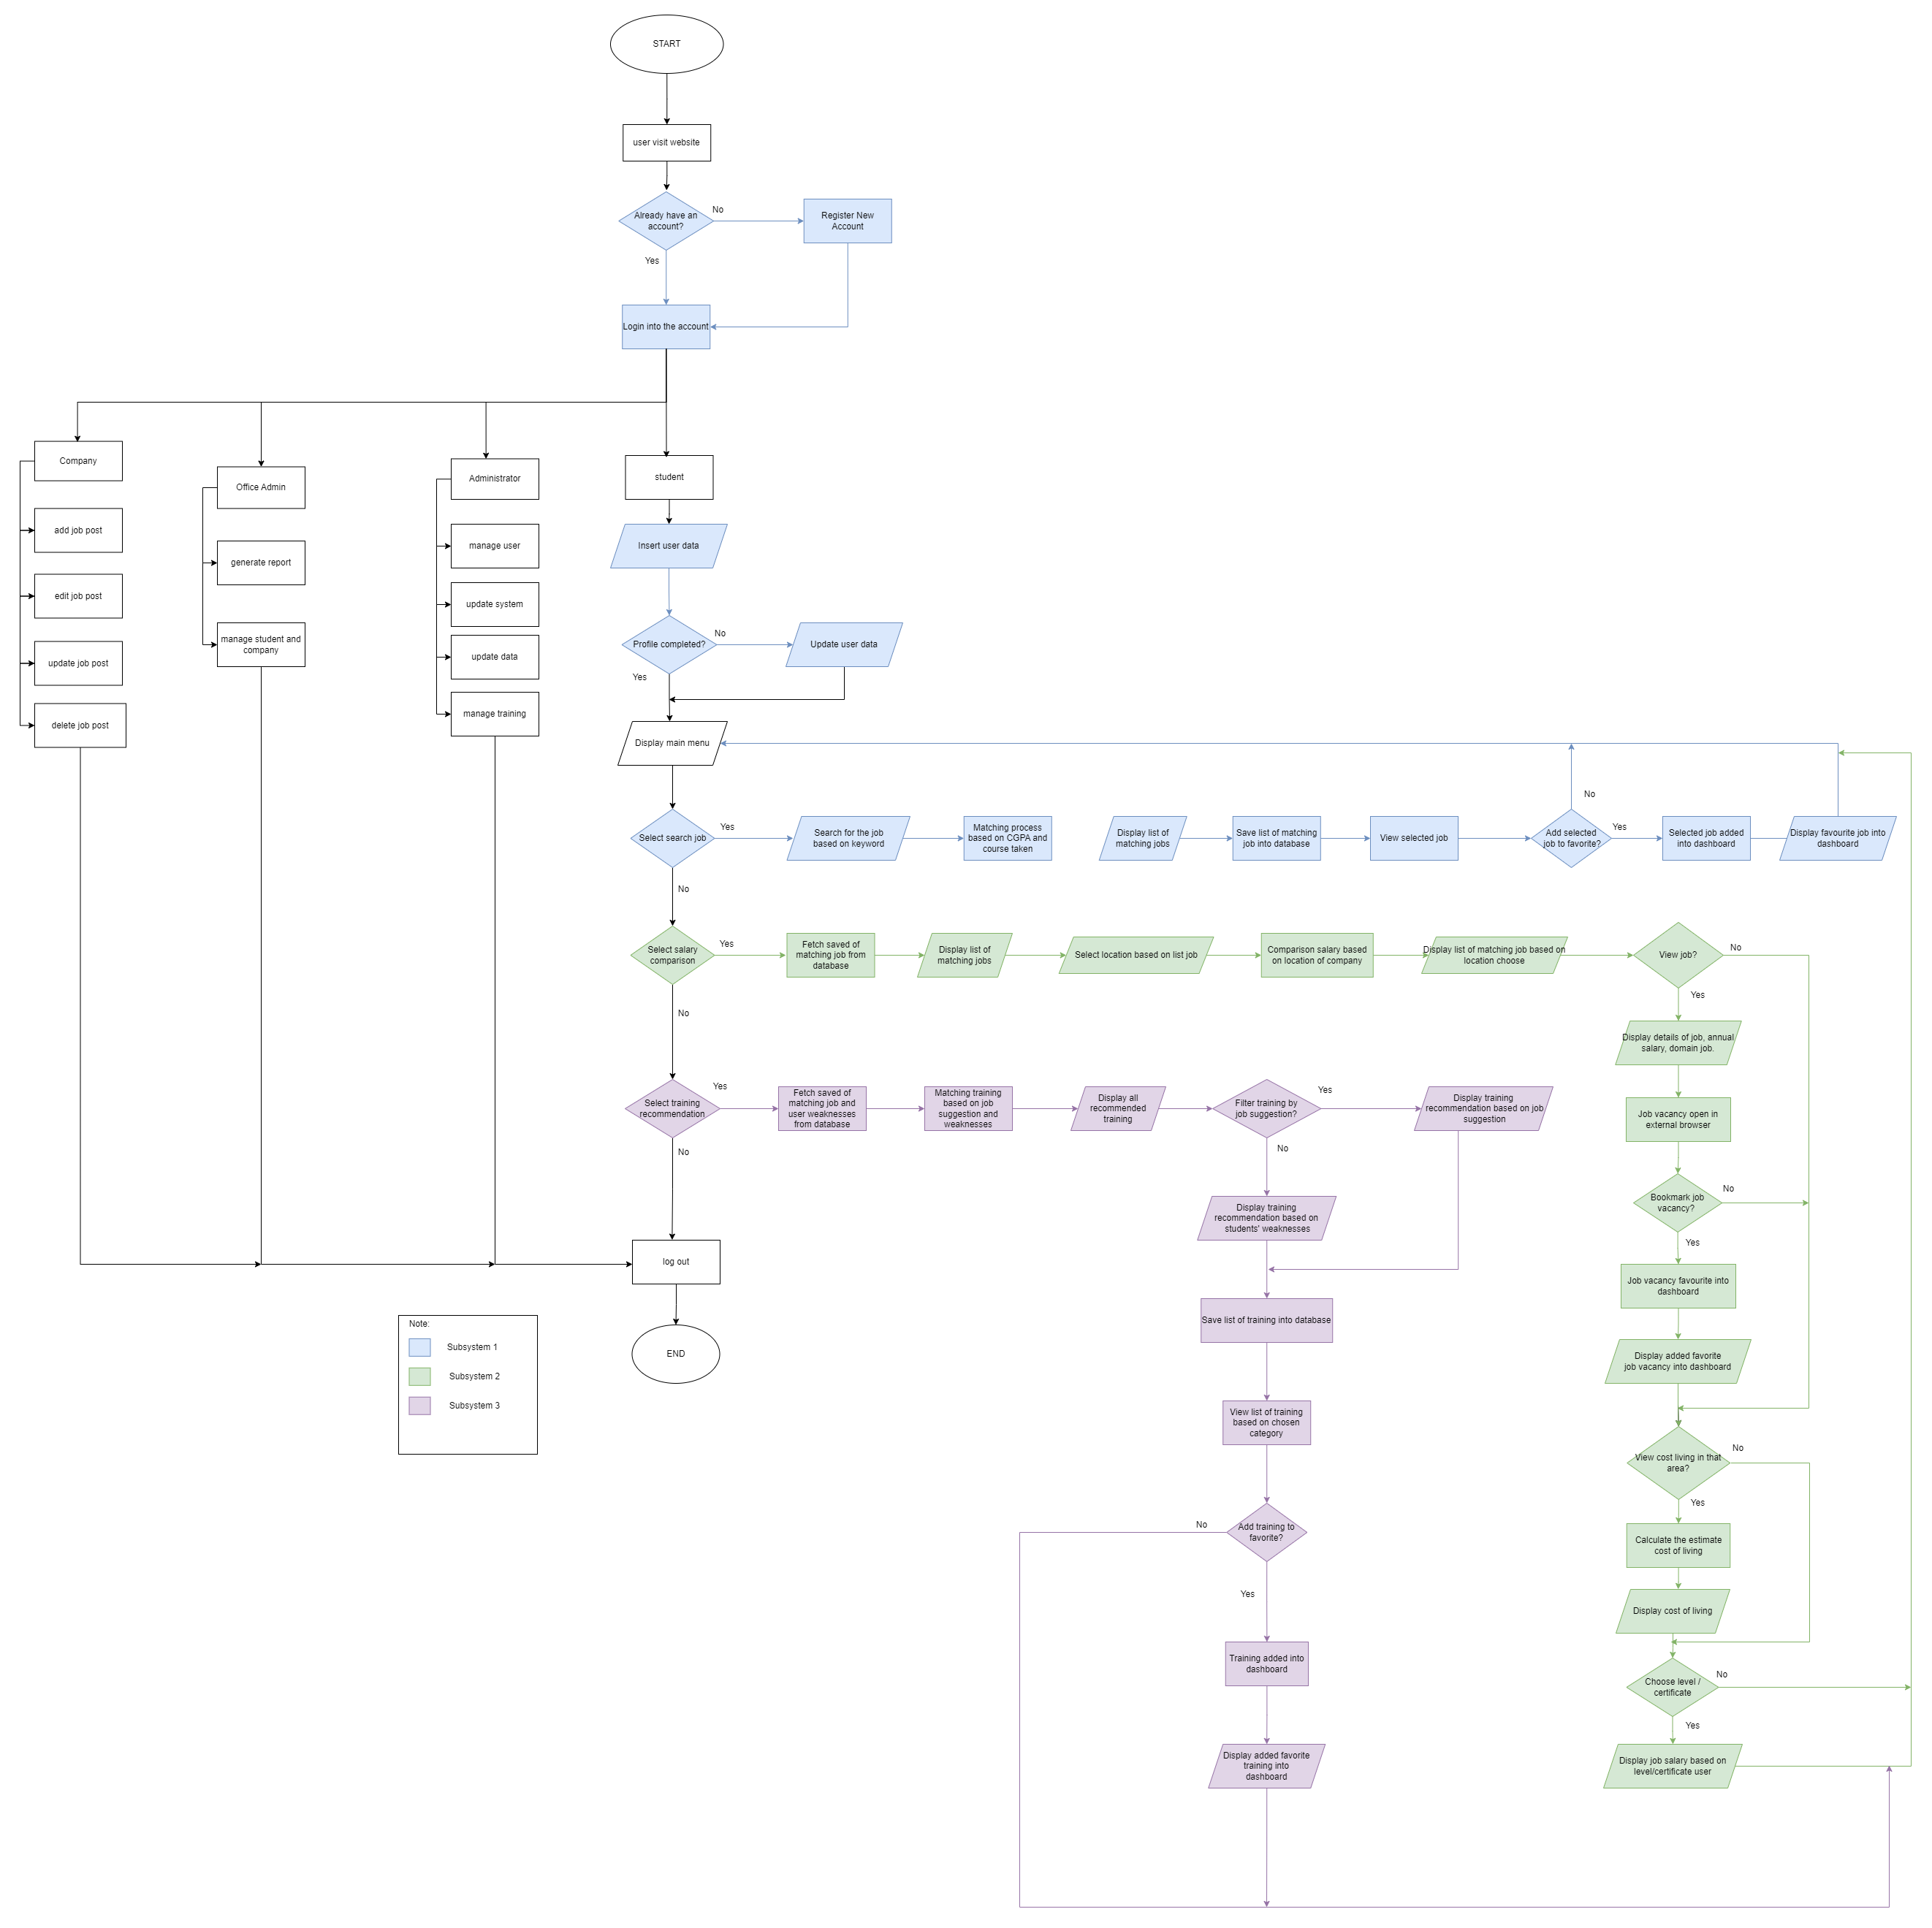 START
user visit website
Already have an
account?
No
Register New
Account
Yes
Login into the account
Company
add job post
edit job post
update job post
delete job post
Office Admin
generate report
manage student and
company
Administrator
manage user
update system
update data
manage training
student
Insert user data
Profile completed?
No
Update user data
Yes
Display main menu
Select search job
Yes
Search for the job
based on keyword
Matching process
based on CGPA and
course taken
Display list of
matching jobs
Save list of matching
job into database
View selected job
Add selected
job to favorite?
No
Yes
Selected job added
into dashboard
Display favourite job into
dashboard
No
Select salary
comparison
Yes
Fetch saved of
matching job from
database
Display list of
matching jobs
Select location based on list job
Comparison salary based
on location of company
Display list of matching job based on
location choose
View job?
No
Yes
Display details of job, annual
salary, domain job.
Job vacancy open in
external browser
Bookmark job
vacancy?
No
Yes
Job vacancy favourite into
dashboard
Display added favorite
job vacancy into dashboard
View cost living in that
area?
No
Yes
Calculate the estimate
cost of living
Display cost of living
Choose level /
certificate
No
Yes
Display job salary based on
level/certificate user
No
Select training
recommendation
Yes
Fetch saved of
matching job and
user weaknesses
from database
Matching training
based on job
suggestion and
weaknesses
Display all
recommended
training
Filter training by
job suggestion?
Yes
Display training
recommendation based on job
suggestion
No
Display training
recommendation based on
students' weaknesses
Save list of training into database
View list of training
based on chosen
category
Add training to
favorite?
No
Yes
Training added into
dashboard
Display added favorite
training into
dashboard
No
log out
END
Note:
Subsystem 1
Subsystem 2
Subsystem 3